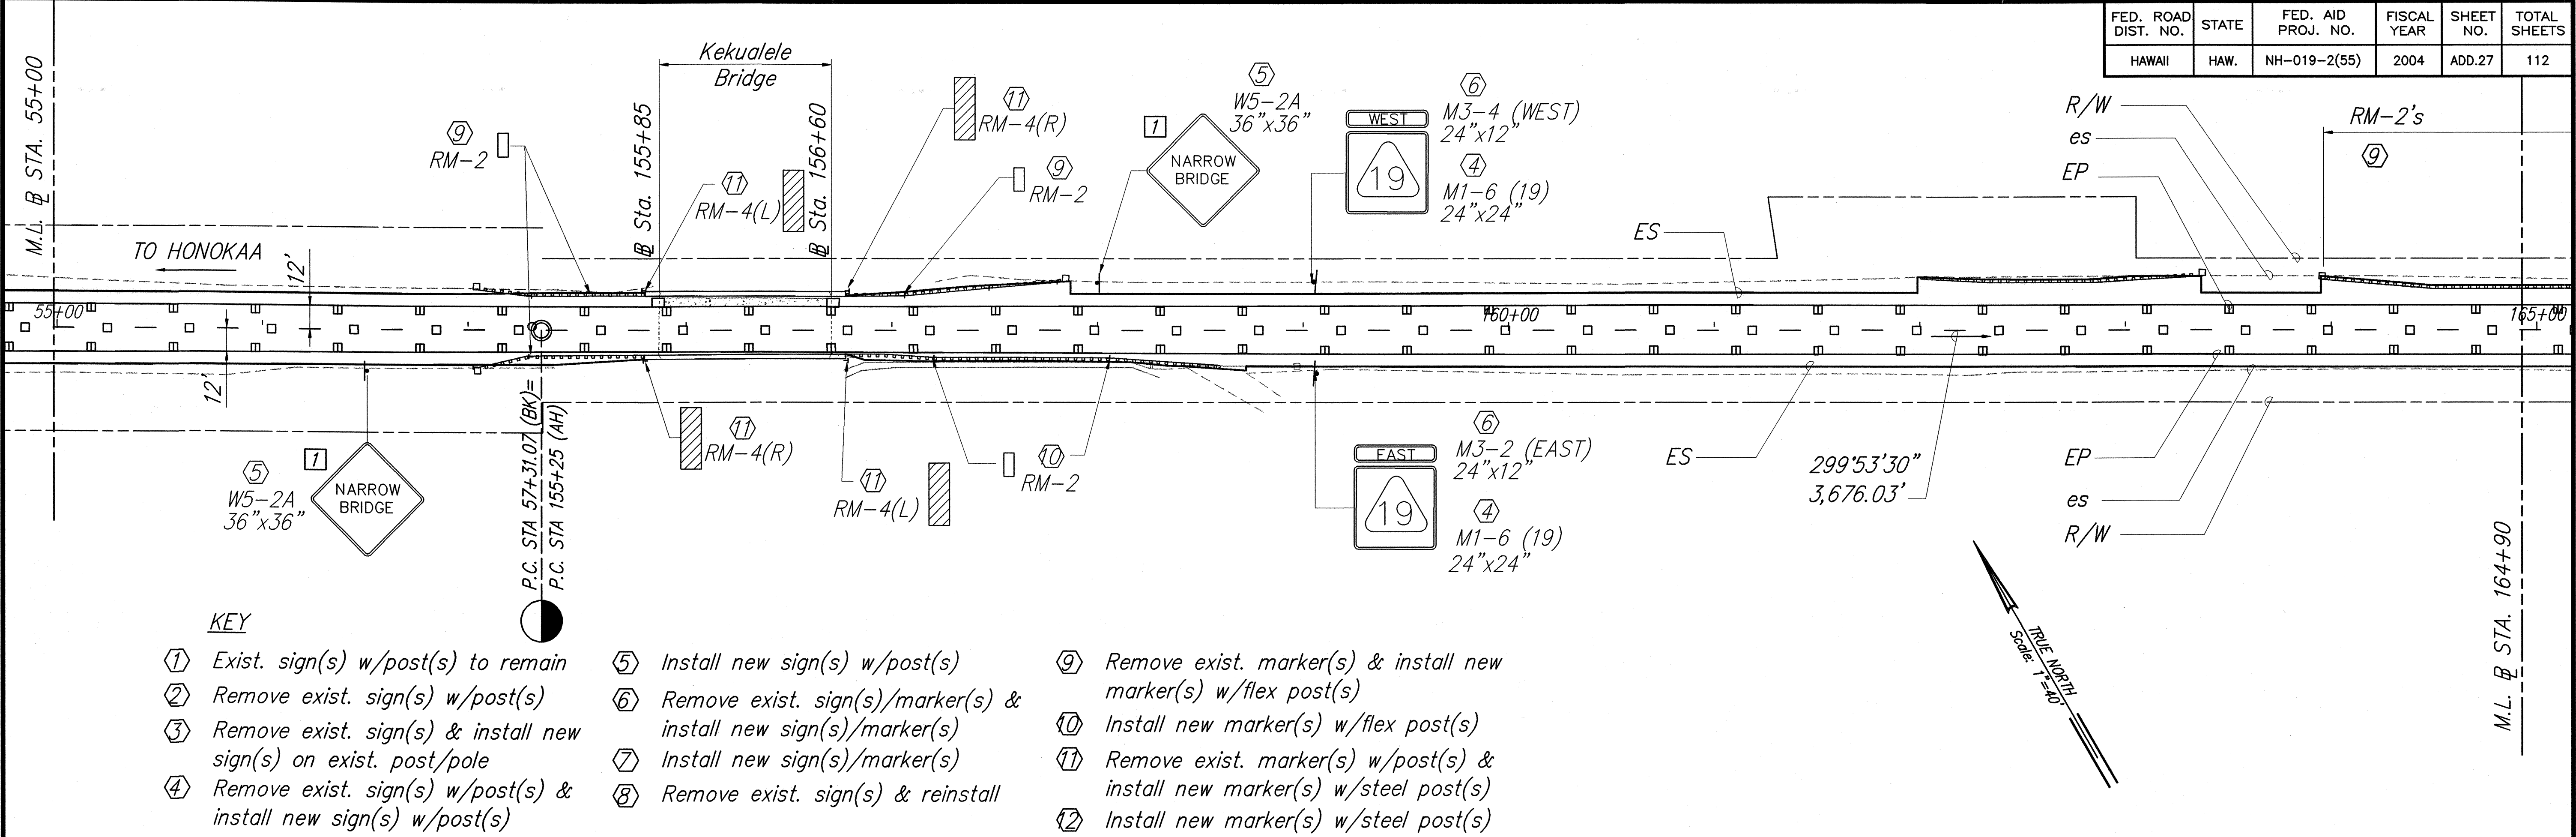 FED. ROAD DIST. NO.
STATE
FED. AID PROJ. NO.
FISCAL YEAR
SHEET NO.
TOTAL SHEETS
HAWAII
HAW.
NH-019-2(55)
2004
ADD.27
112
M.L. ℄ STA. 55+00
Kekualele
Bridge
℄ Sta. 155+85
℄ Sta. 156+60
9
RM-2
11
RM-4(L)
11
RM-4(R)
9
RM-2
1
NARROW
BRIDGE
5
W5-2A
36"x36"
WEST
19
6
M3-4 (WEST)
24"x12"
4
M1-6 (19)
24"x24"
R/W
es
EP
RM-2's
9
ES
TO HONOKAA
12'
12'
55+00
160+00
165+00
5
W5-2A
36"x36"
1
NARROW
BRIDGE
P.C. STA 57+31.07 (BK)=
P.C. STA 155+25 (AH)
11
RM-4(R)
11
RM-4(L)
10
RM-2
EAST
19
6
M3-2 (EAST)
24"x12"
4
M1-6 (19)
24"x24"
ES
299°53'30"
3,676.03'
EP
es
R/W
M.L. ℄ STA. 164+90
TRUE NORTH
Scale: 1"=40'
KEY
1 Exist. sign(s) w/post(s) to remain
2 Remove exist. sign(s) w/post(s)
3 Remove exist. sign(s) & install new
sign(s) on exist. post/pole
4 Remove exist. sign(s) w/post(s) &
install new sign(s) w/post(s)
5 Install new sign(s) w/post(s)
6 Remove exist. sign(s)/marker(s) &
install new sign(s)/marker(s)
7 Install new sign(s)/marker(s)
8 Remove exist. sign(s) & reinstall
9 Remove exist. marker(s) & install new
marker(s) w/flex post(s)
10 Install new marker(s) w/flex post(s)
11 Remove exist. marker(s) w/post(s) &
install new marker(s) w/steel post(s)
12 Install new marker(s) w/steel post(s)